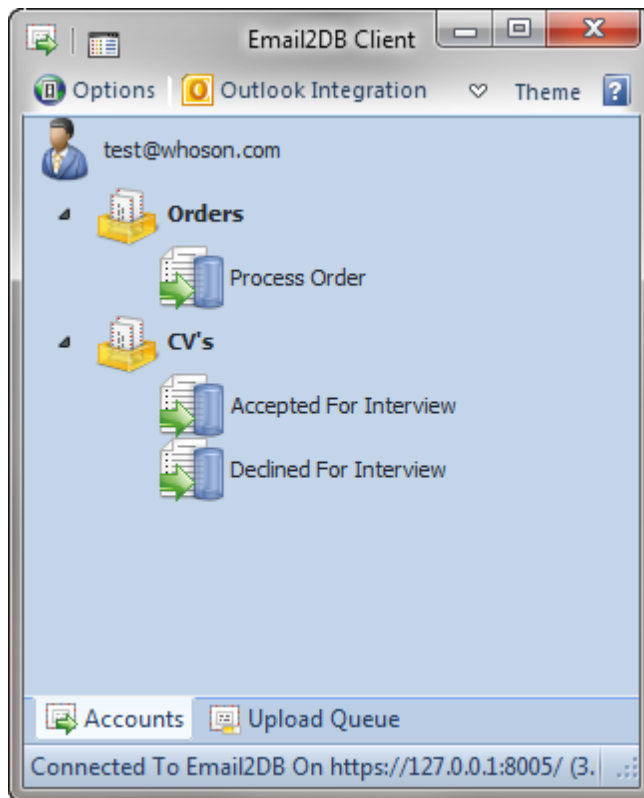 Email2DB Client
Options Outlook Integration Theme
test@whoson.com
Orders
Process Order
CV's
Accepted For Interview
Declined For Interview
Accounts Upload Queue
Connected To Email2DB On https://127.0.0.1:8005/ (3.